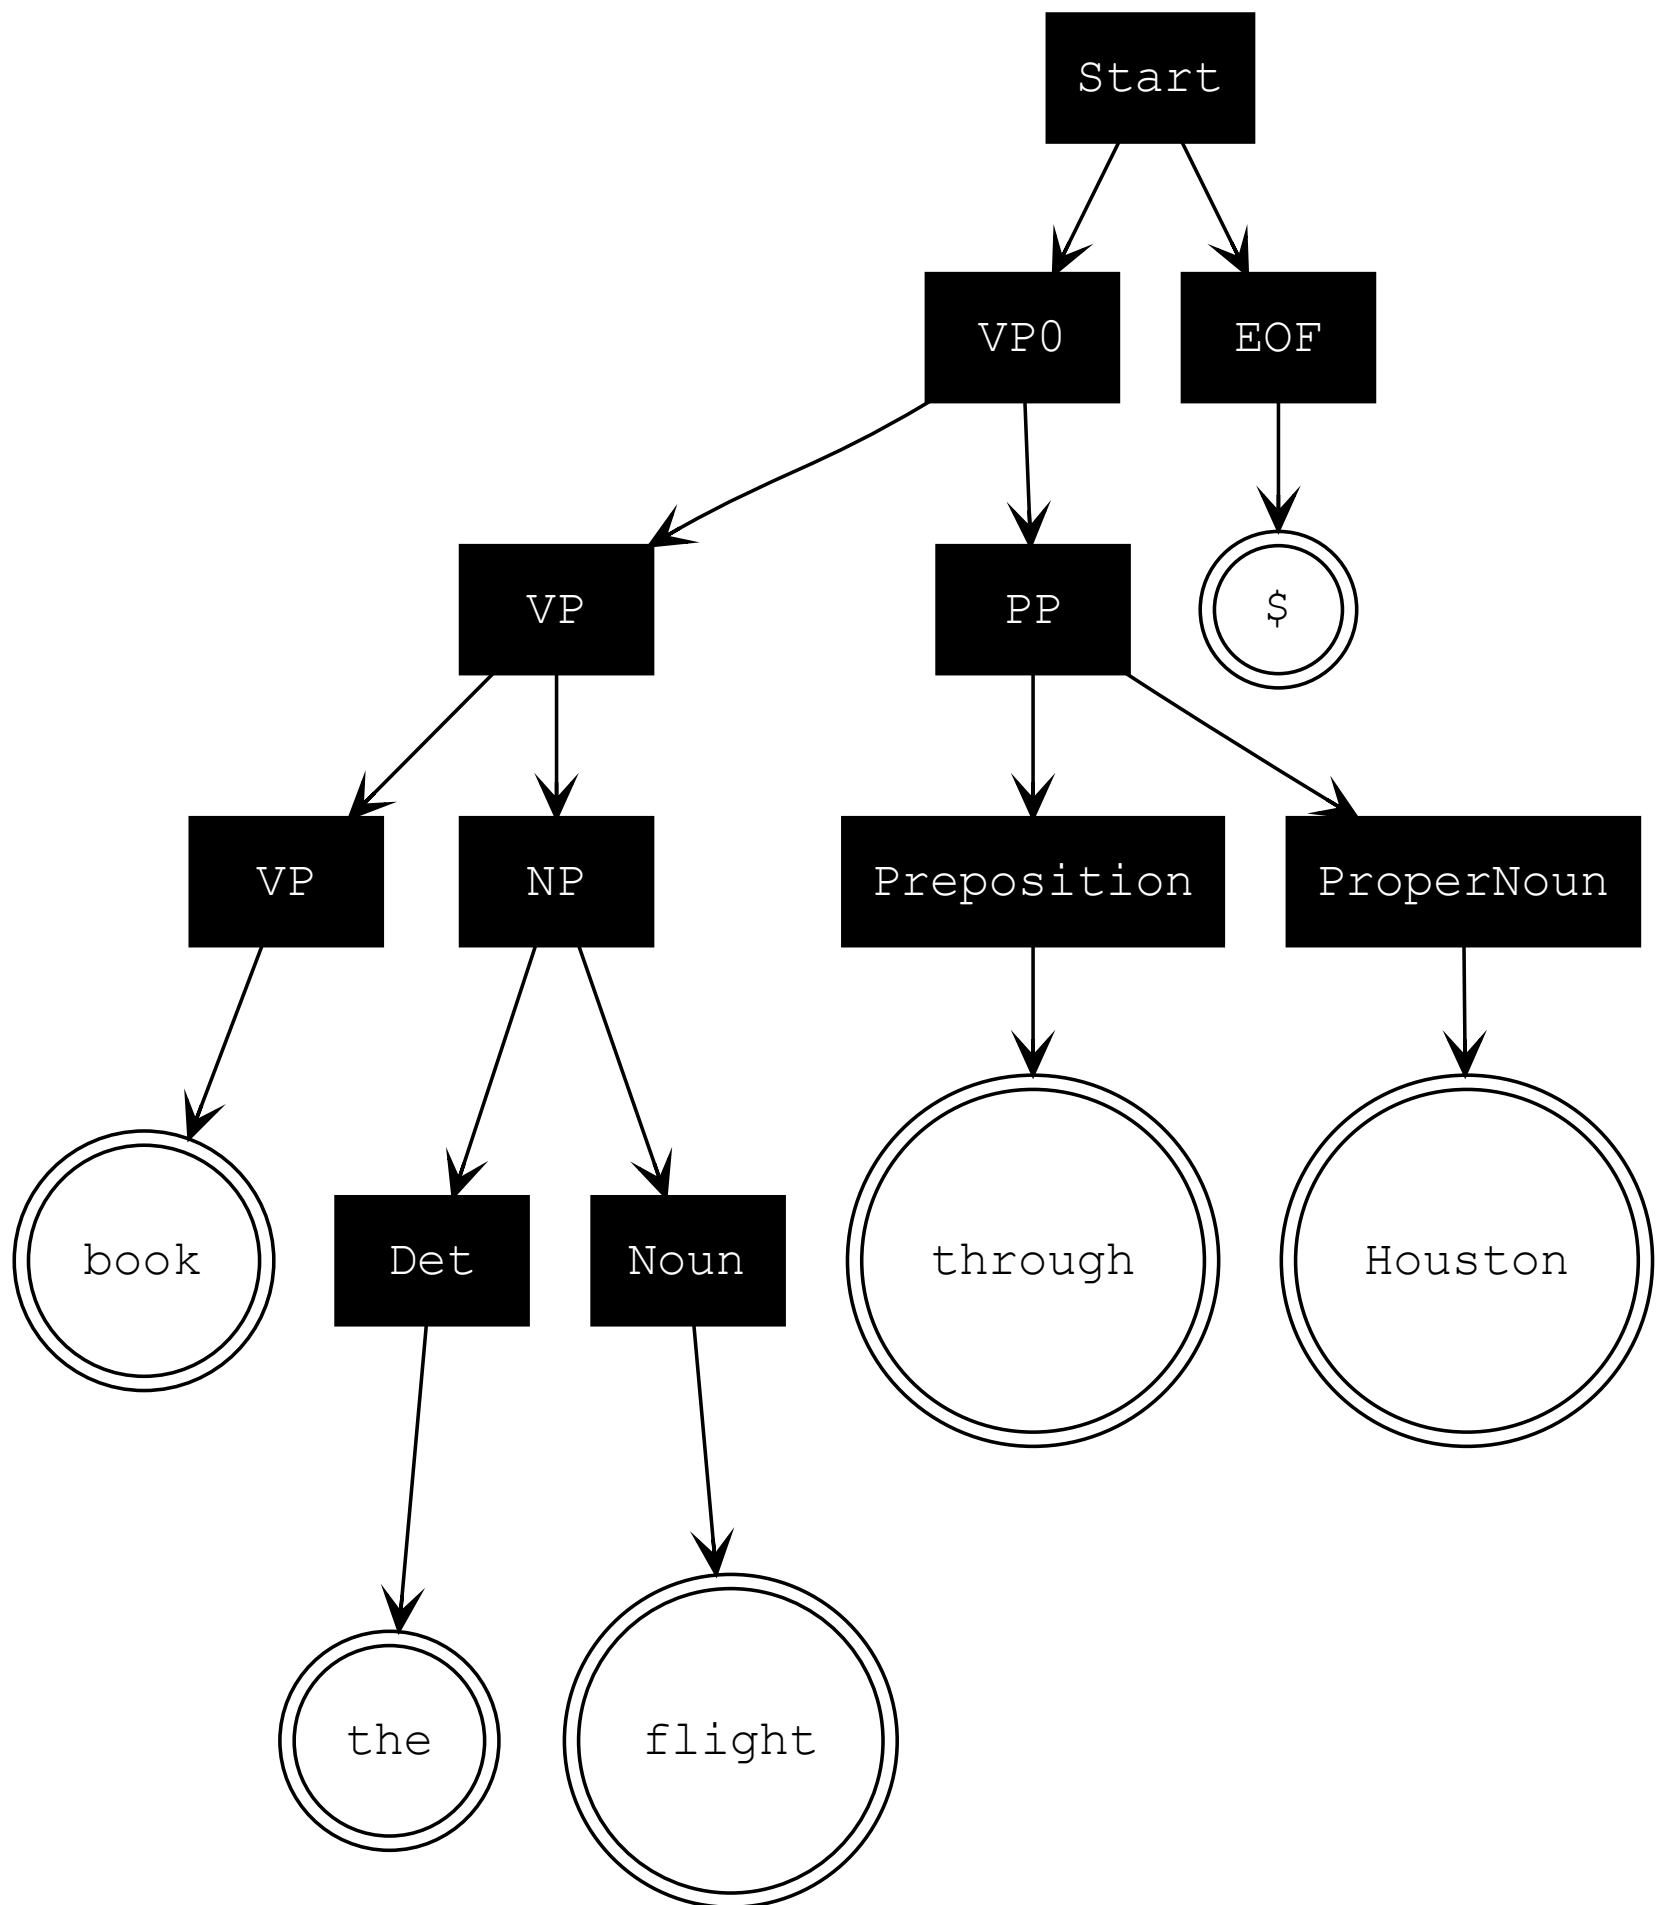 Start
VP0
EOF
VP
PP
$
VP
NP
Preposition
ProperNoun
book
Det
Noun
through
Houston
the
flight